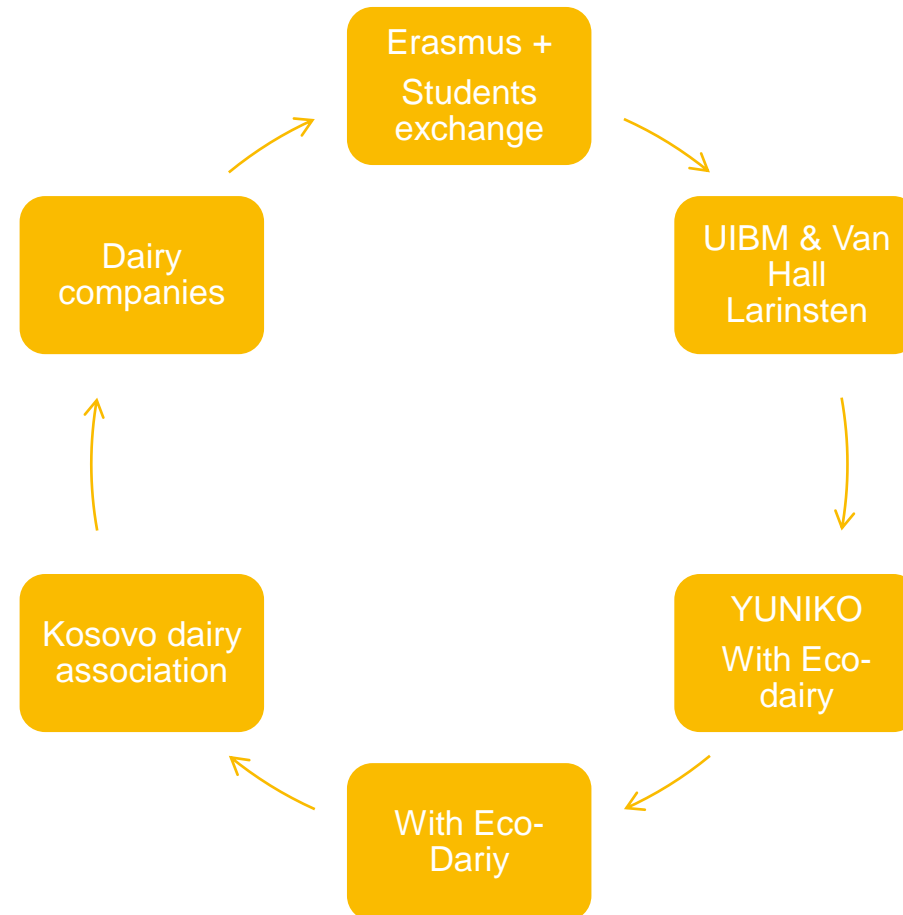 Erasmus +
Students
exchange
UIBM & Van
Hall
Larinsten
YUNIKO
With Eco-
dairy
With Eco-
Dariy
Kosovo dairy
association
Dairy
companies